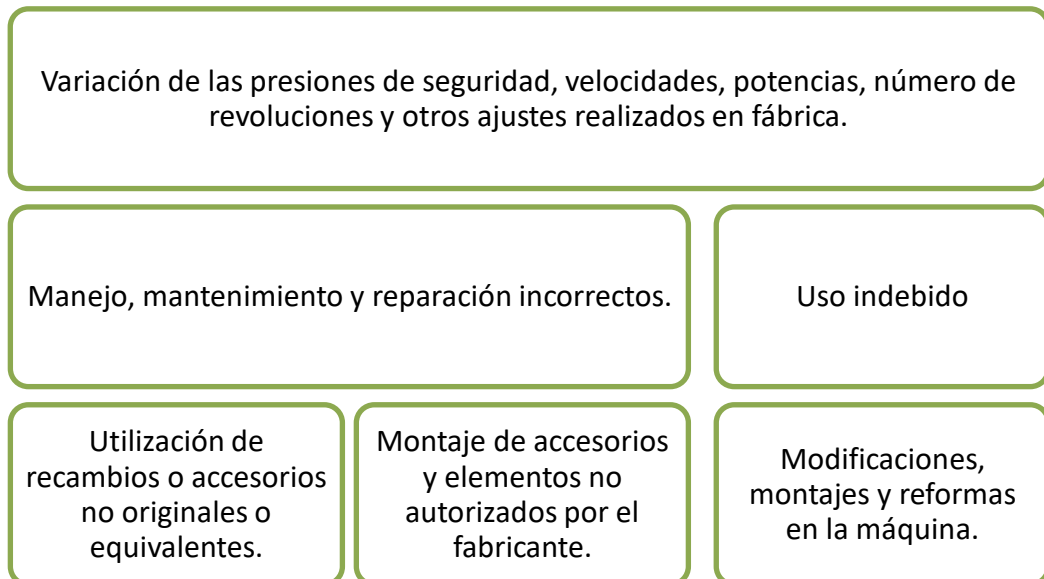 Variación de las presiones de seguridad, velocidades, potencias, número de
revoluciones y otros ajustes realizados en fábrica.
Manejo, mantenimiento y reparación incorrectos.
Uso indebido
Utilización de
recambios o accesorios
no originales o
equivalentes.
Montaje de accesorios
y elementos no
autorizados por el
fabricante.
Modificaciones,
montajes y reformas
en la máquina.